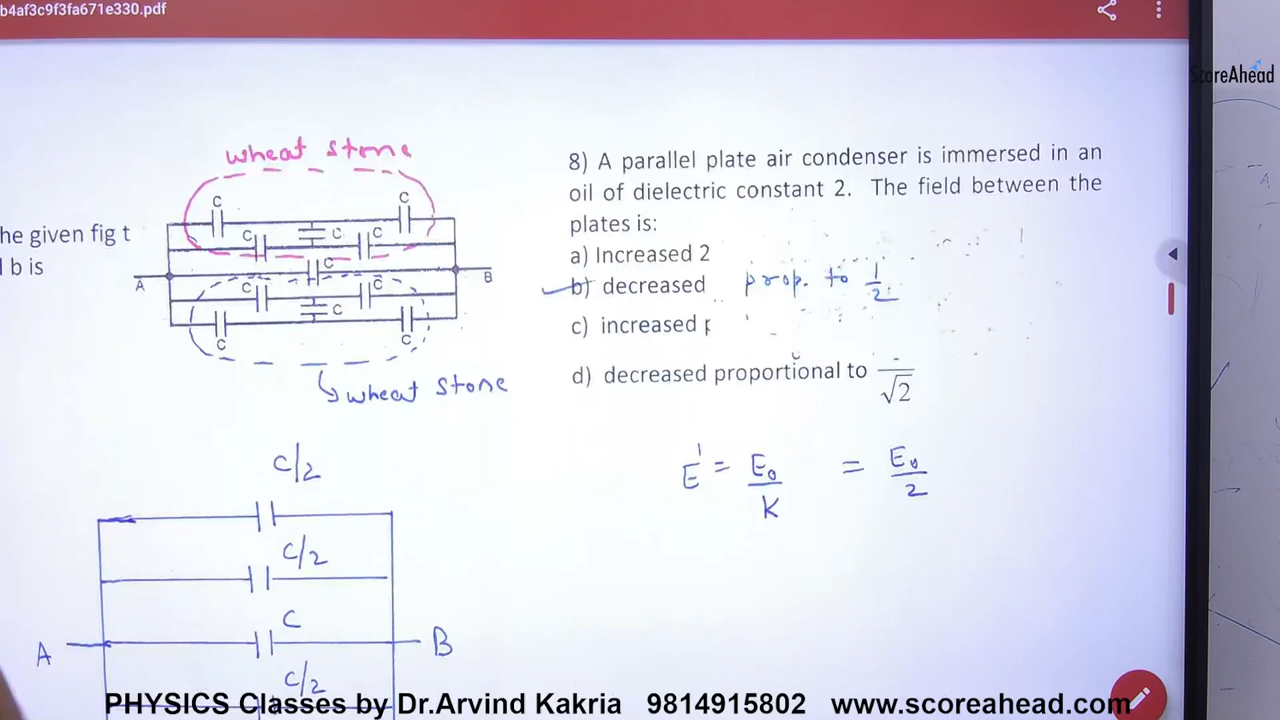 b4af3c9f3fa671e330.pdf
ScoreAhead
wheat stone
C C
C C C
C
A B
C C
C
C C
wheat stone
he given fig t
l b is
C/2
C/2
C
A B
C/2
8) A parallel plate air condenser is immersed in an
oil of dielectric constant 2. The field between the
plates is:
a) Increased 2
b) decreased prop. to 1/2
c) increased p
d) decreased proportional to /√2
E' = E₀/K = E₀/2
PHYSICS Classes by Dr.Arvind Kakria 9814915802 www.scoreahead.com